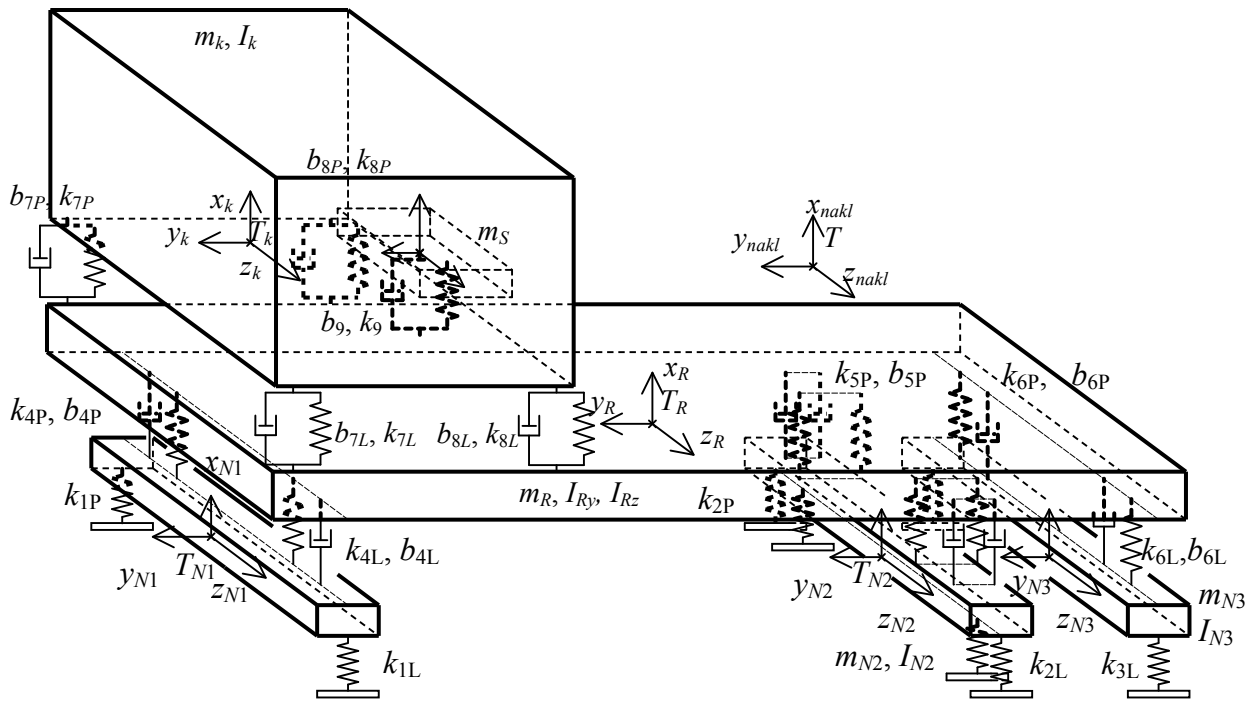 m_k, I_k
b_8P, k_8P
b_7P, k_7P
x_k
y_k
T_k
z_k
m_S
x_nakl
y_nakl
T
z_nakl
b_9, k_9
x_R
k_5P, b_5P
k_6P, b_6P
k_4P, b_4P
b_7L, k_7L
b_8L, k_8L
y_R
T_R
z_R
x_N1
k_1P
m_R, I_Ry, I_Rz
k_2P
k_4L, b_4L
k_6L, b_6L
y_N1
T_N1
z_N1
y_N2
T_N2
y_N3
z_N2
z_N3
m_N3
I_N3
k_1L
m_N2, I_N2
k_2L
k_3L